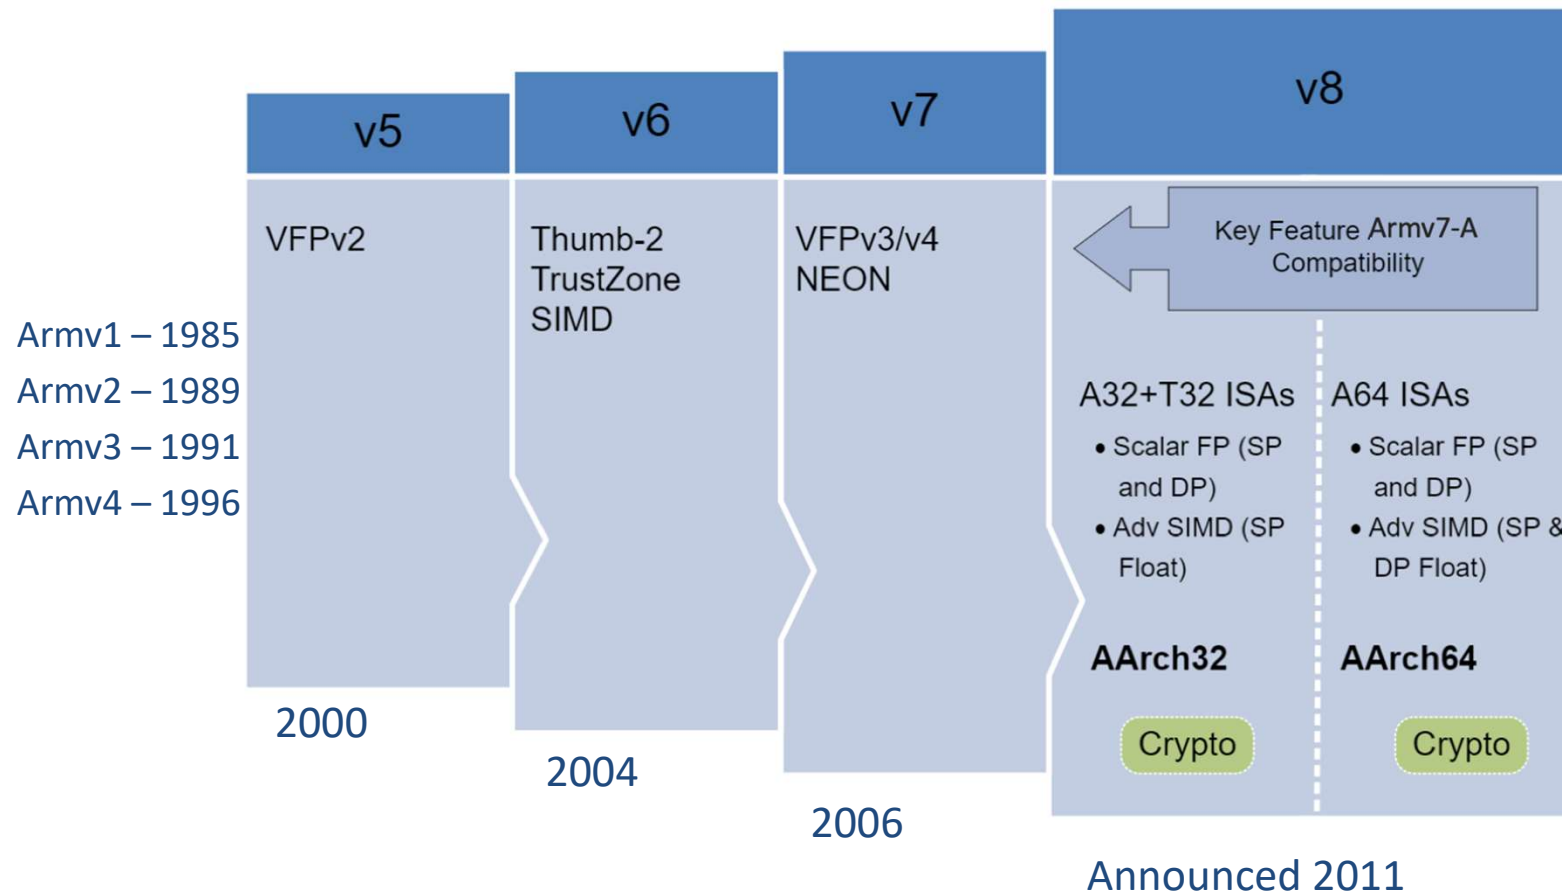 v5
v6
v7
v8
Armv1 – 1985
Armv2 – 1989
Armv3 – 1991
Armv4 – 1996
VFPv2
Thumb-2
TrustZone
SIMD
VFPv3/v4
NEON
Key Feature Armv7-A
Compatibility
A32+T32 ISAs
• Scalar FP (SP
and DP)
• Adv SIMD (SP
Float)
AArch32
Crypto
A64 ISAs
• Scalar FP (SP
and DP)
• Adv SIMD (SP &
DP Float)
AArch64
Crypto
2000
2004
2006
Announced 2011